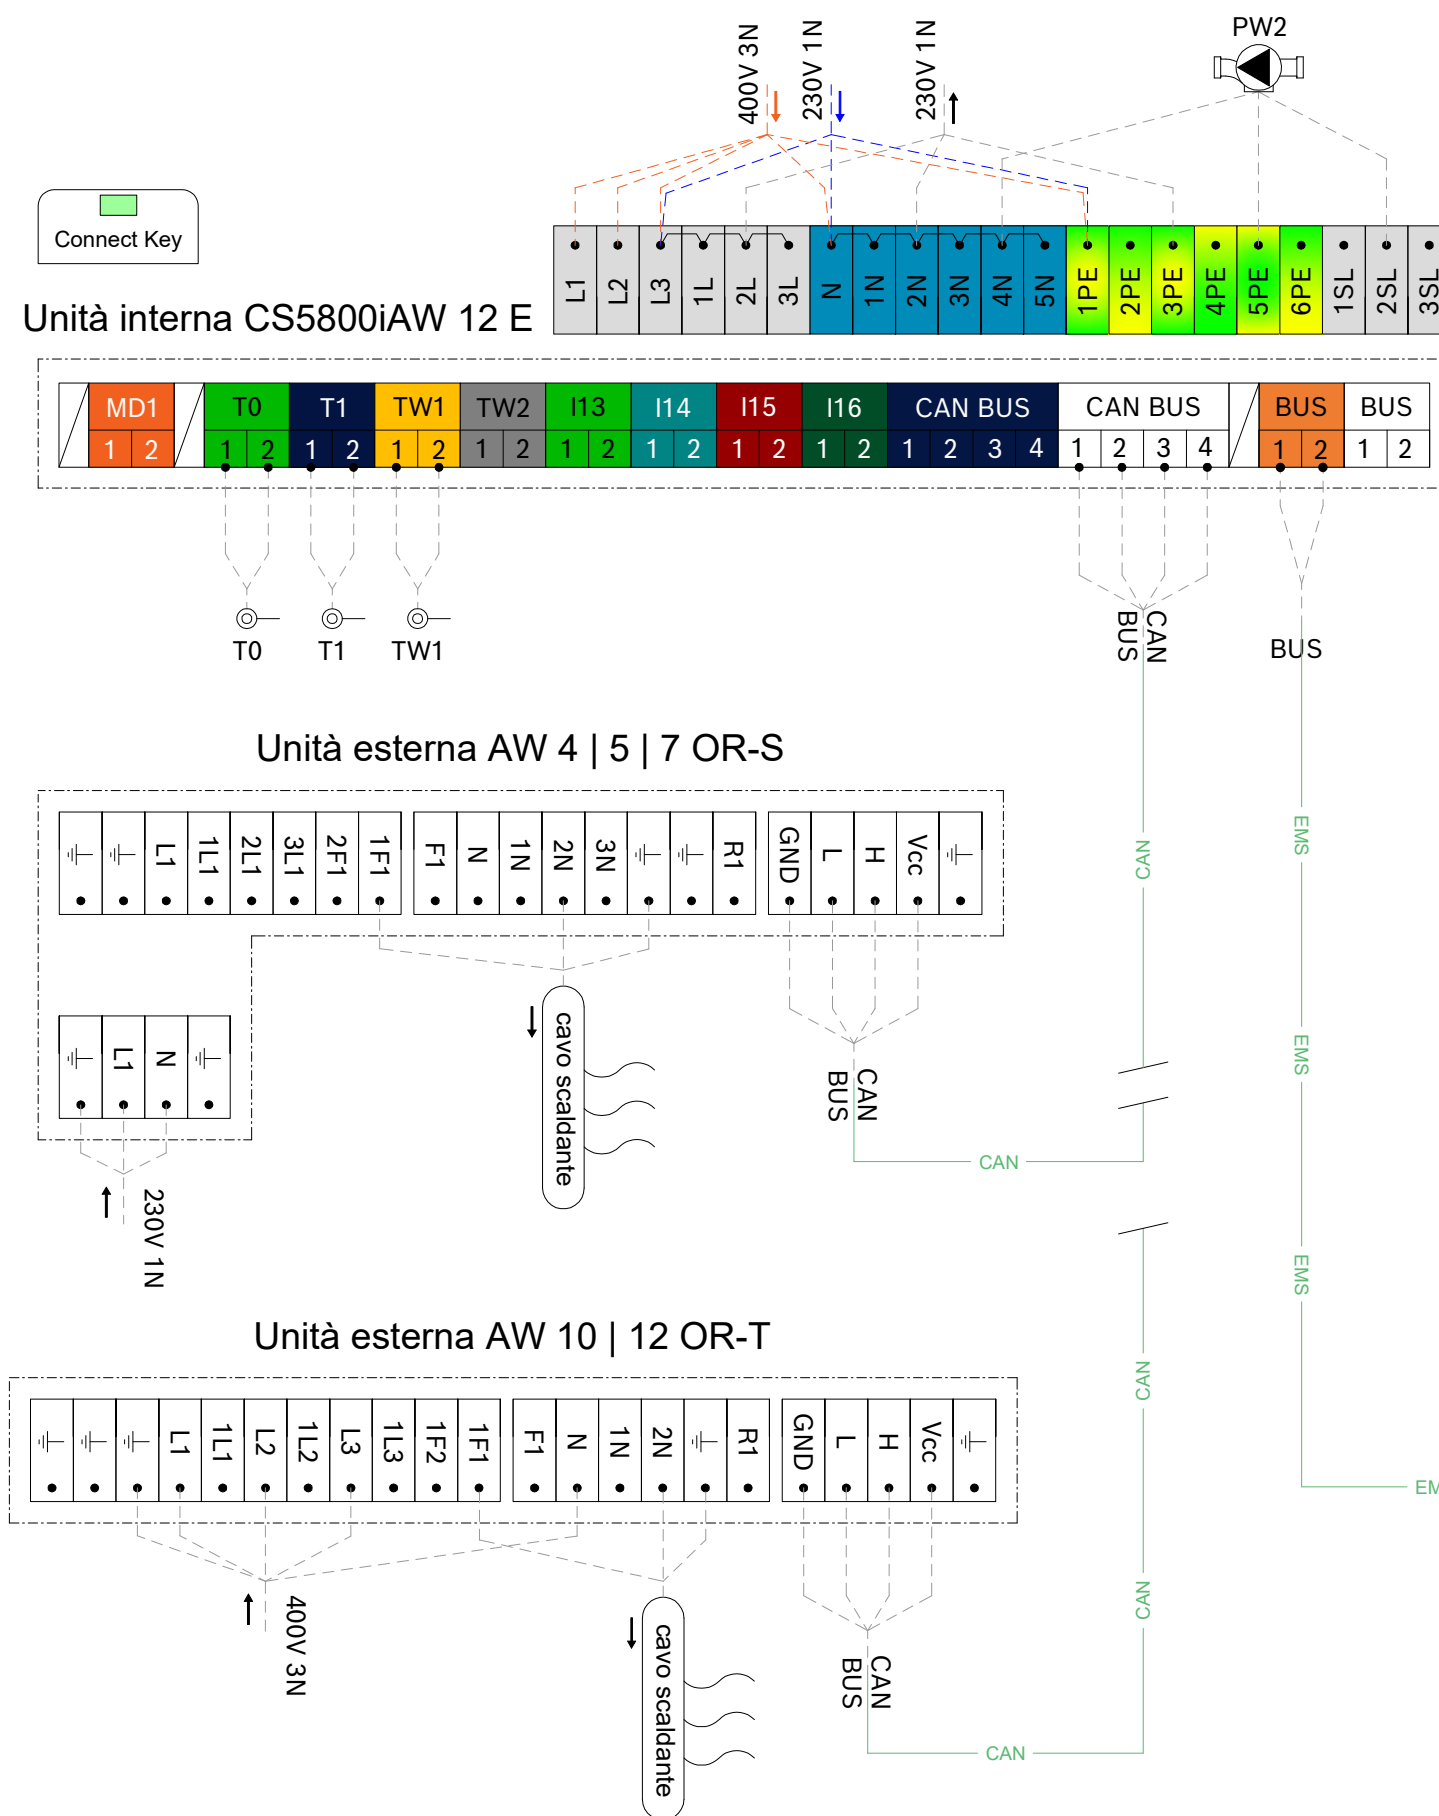 PW2
400V 3N
230V 1N
230V 1N
Connect Key
L1 L2 L3 1L 2L 3L N 1N 2N 3N 4N 5N 1PE 2PE 3PE 4PE 5PE 6PE 1SL 2SL 3SL
Unità interna CS5800iAW 12 E
MD1 T0 T1 TW1 TW2 I13 I14 I15 I16 CAN BUS CAN BUS BUS BUS
1 2 1 2 1 2 1 2 1 2 1 2 1 2 1 2 1 2 1 2 3 4 1 2 3 4 1 2 1 2
T0 T1 TW1
CAN
BUS
BUS
Unità esterna AW 4 | 5 | 7 OR-S
L1 1L1 2L1 3L1 2F1 1F1 F1 N 1N 2N 3N R1 GND L H Vcc
CAN
EMS
L1 N
cavo scaldante
CAN
BUS
EMS
CAN
230V 1N
EMS
Unità esterna AW 10 | 12 OR-T
CAN
L1 1L1 L2 1L2 L3 1L3 1F2 1F1 F1 N 1N 2N R1 GND L H Vcc
EM
CAN
400V 3N
cavo scaldante
CAN
BUS
CAN